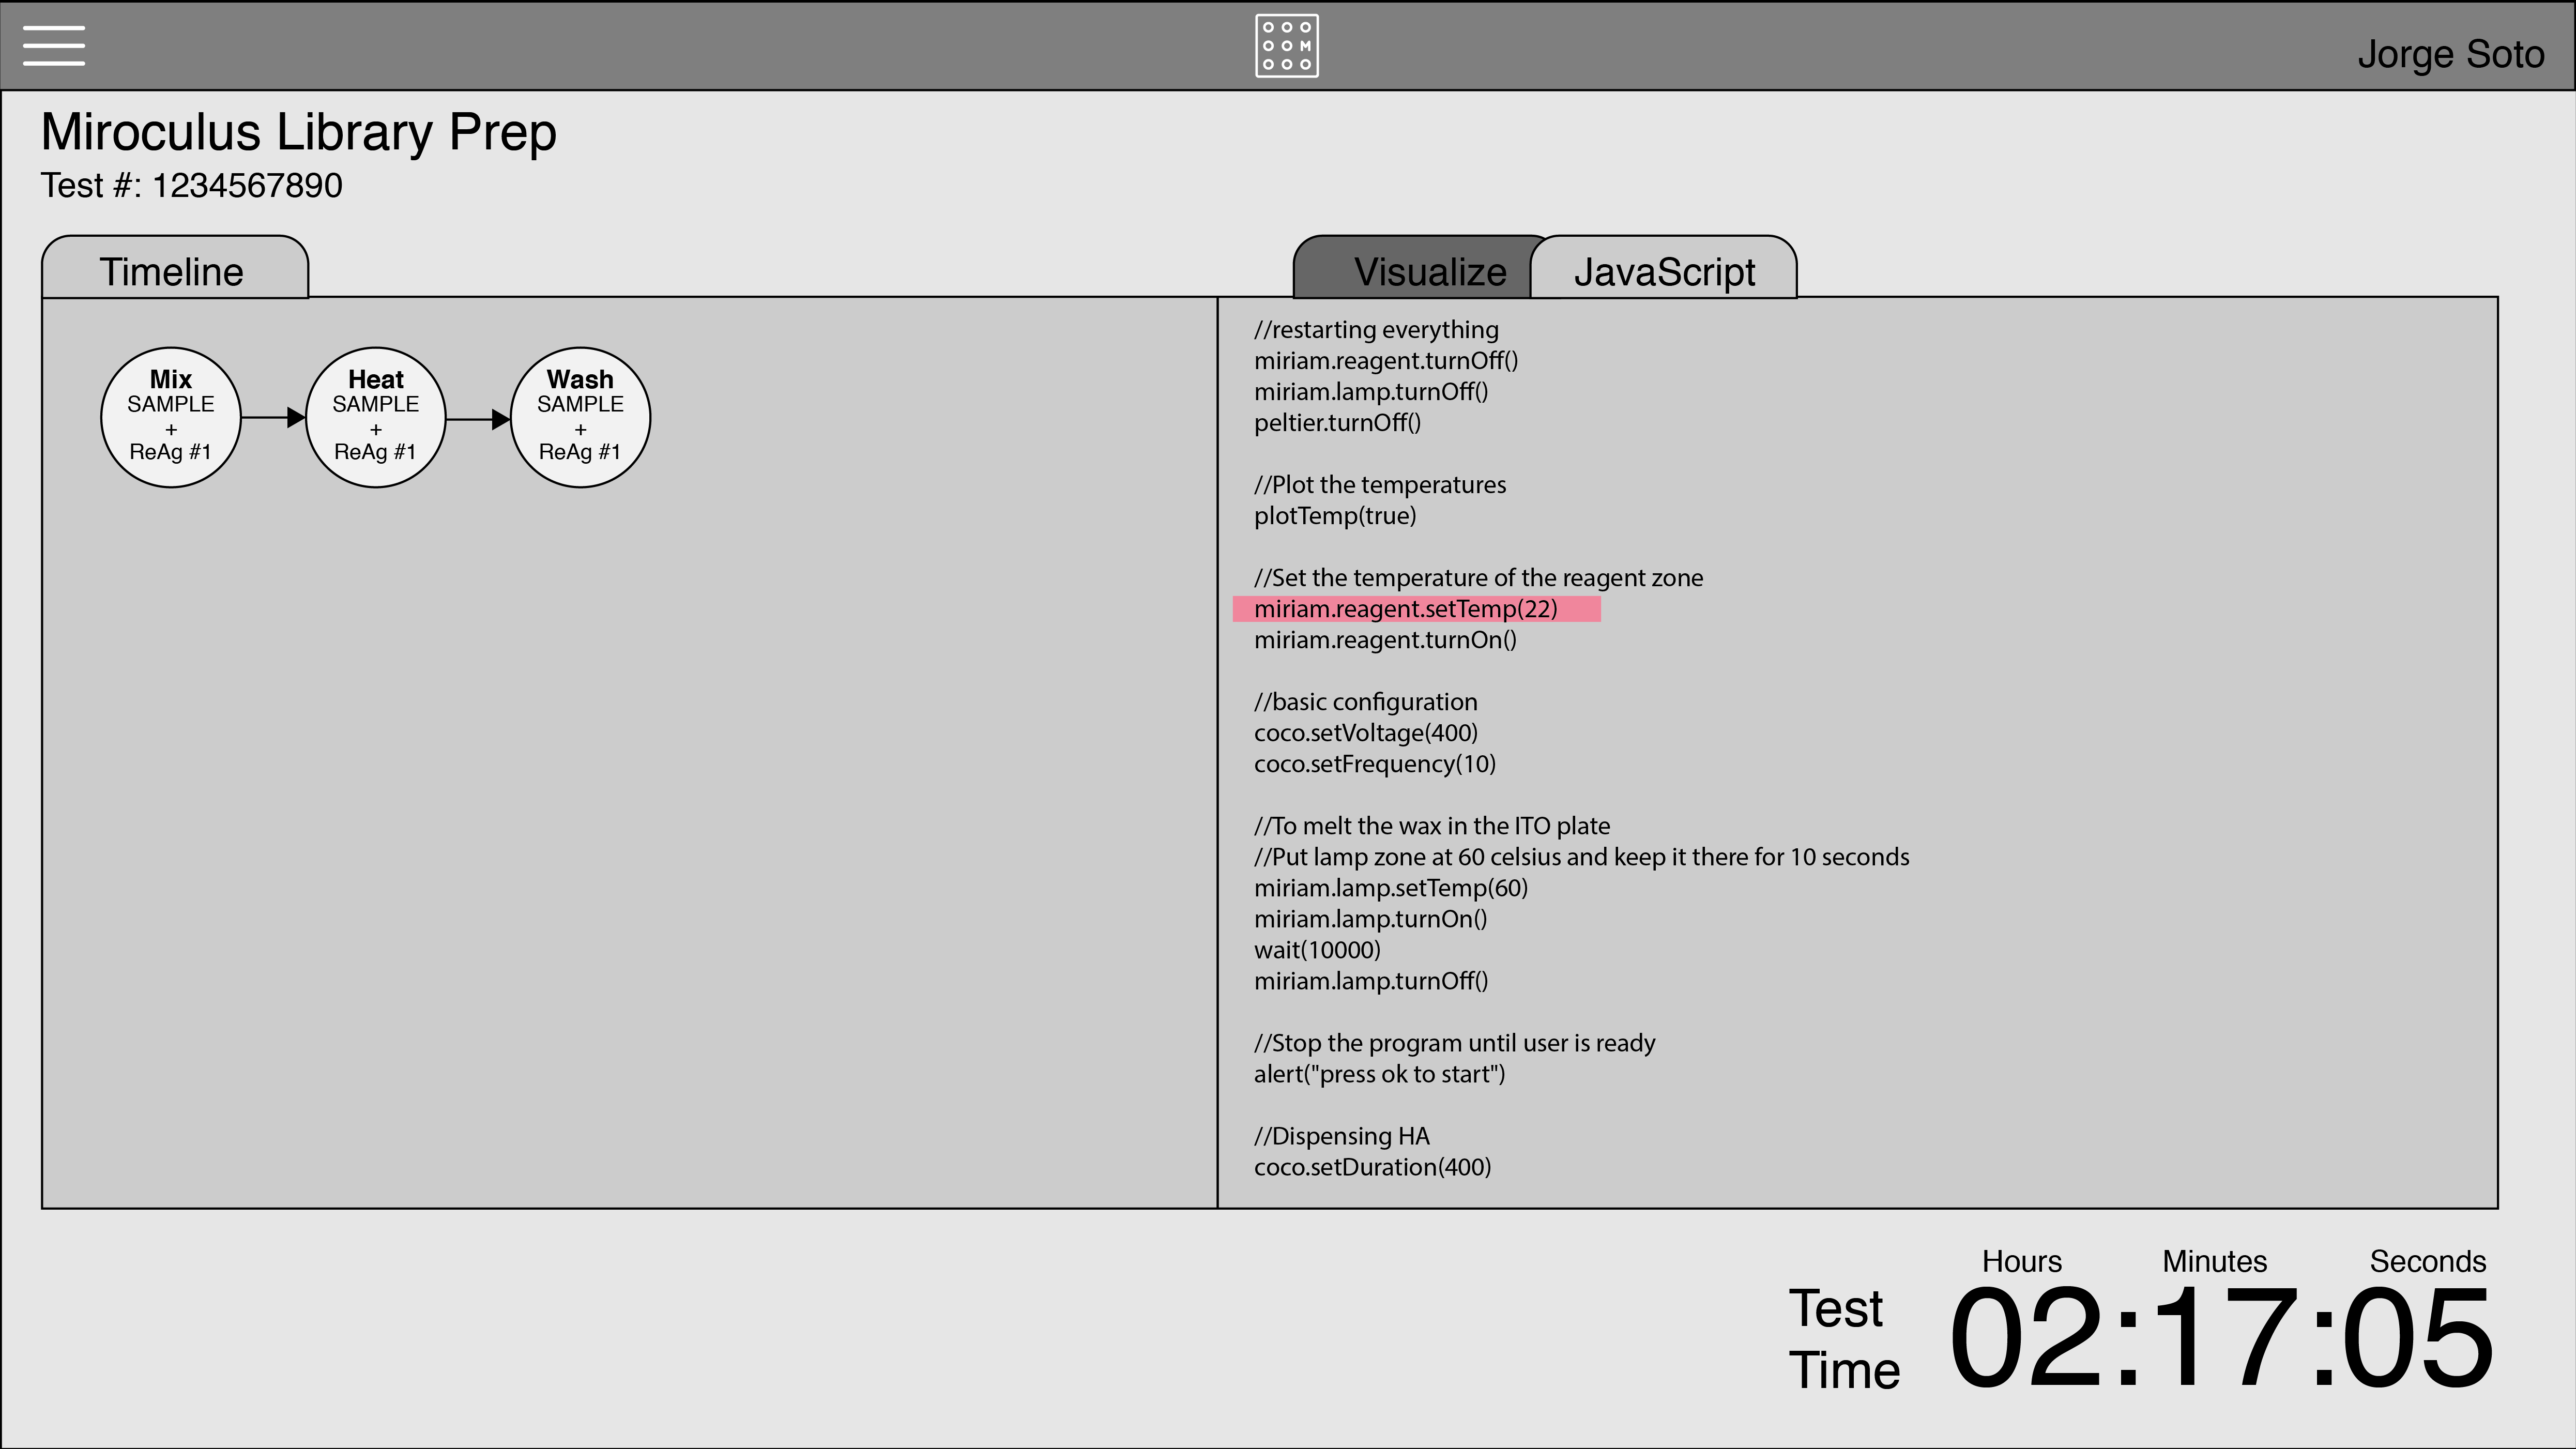 M
Jorge Soto
Miroculus Library Prep
Test #: 1234567890
Timeline
Mix
SAMPLE
+
ReAg #1
Heat
SAMPLE
+
ReAg #1
Wash
SAMPLE
+
ReAg #1
Visualize
JavaScript
//restarting everything
miriam.reagent.turnOff()
miriam.lamp.turnOff()
peltier.turnOff()
//Plot the temperatures
plotTemp(true)
//Set the temperature of the reagent zone
miriam.reagent.setTemp(22)
miriam.reagent.turnOn()
//basic configuration
coco.setVoltage(400)
coco.setFrequency(10)
//To melt the wax in the ITO plate
//Put lamp zone at 60 celsius and keep it there for 10 seconds
miriam.lamp.setTemp(60)
miriam.lamp.turnOn()
wait(10000)
miriam.lamp.turnOff()
//Stop the program until user is ready
alert("press ok to start")
//Dispensing HA
coco.setDuration(400)
Hours Minutes Seconds
Test
Time
02:17:05